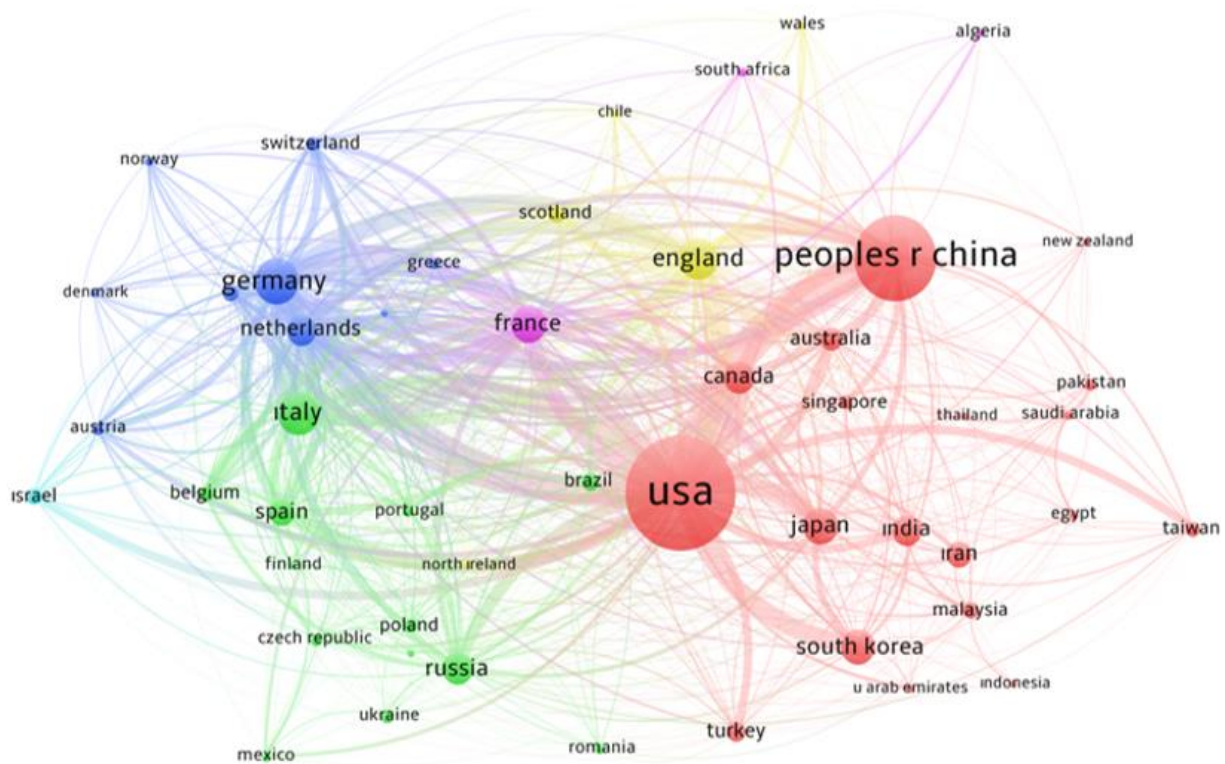 wales
algeria
south africa
chile
switzerland
norway
scotland
new zealand
england
peoples r china
greece
germany
denmark
france
netherlands
australia
canada
pakistan
singapore
italy
thailand
saudi arabia
austria
brazil
usa
israel
belgium
spain
portugal
egypt
japan
india
taiwan
iran
finland
north ireland
malaysia
poland
czech republic
south korea
russia
u arab emirates
indonesia
ukraine
turkey
romania
mexico